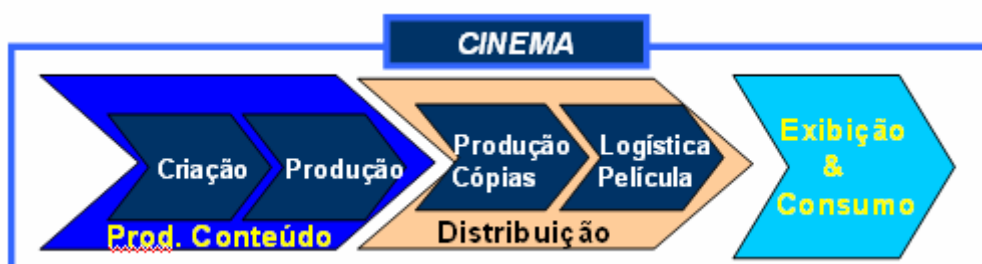 CINEMA
Criação
Produção
Prod. Conteúdo
Produção
Cópias
Logística
Película
Distribuição
Exibição
&
Consumo